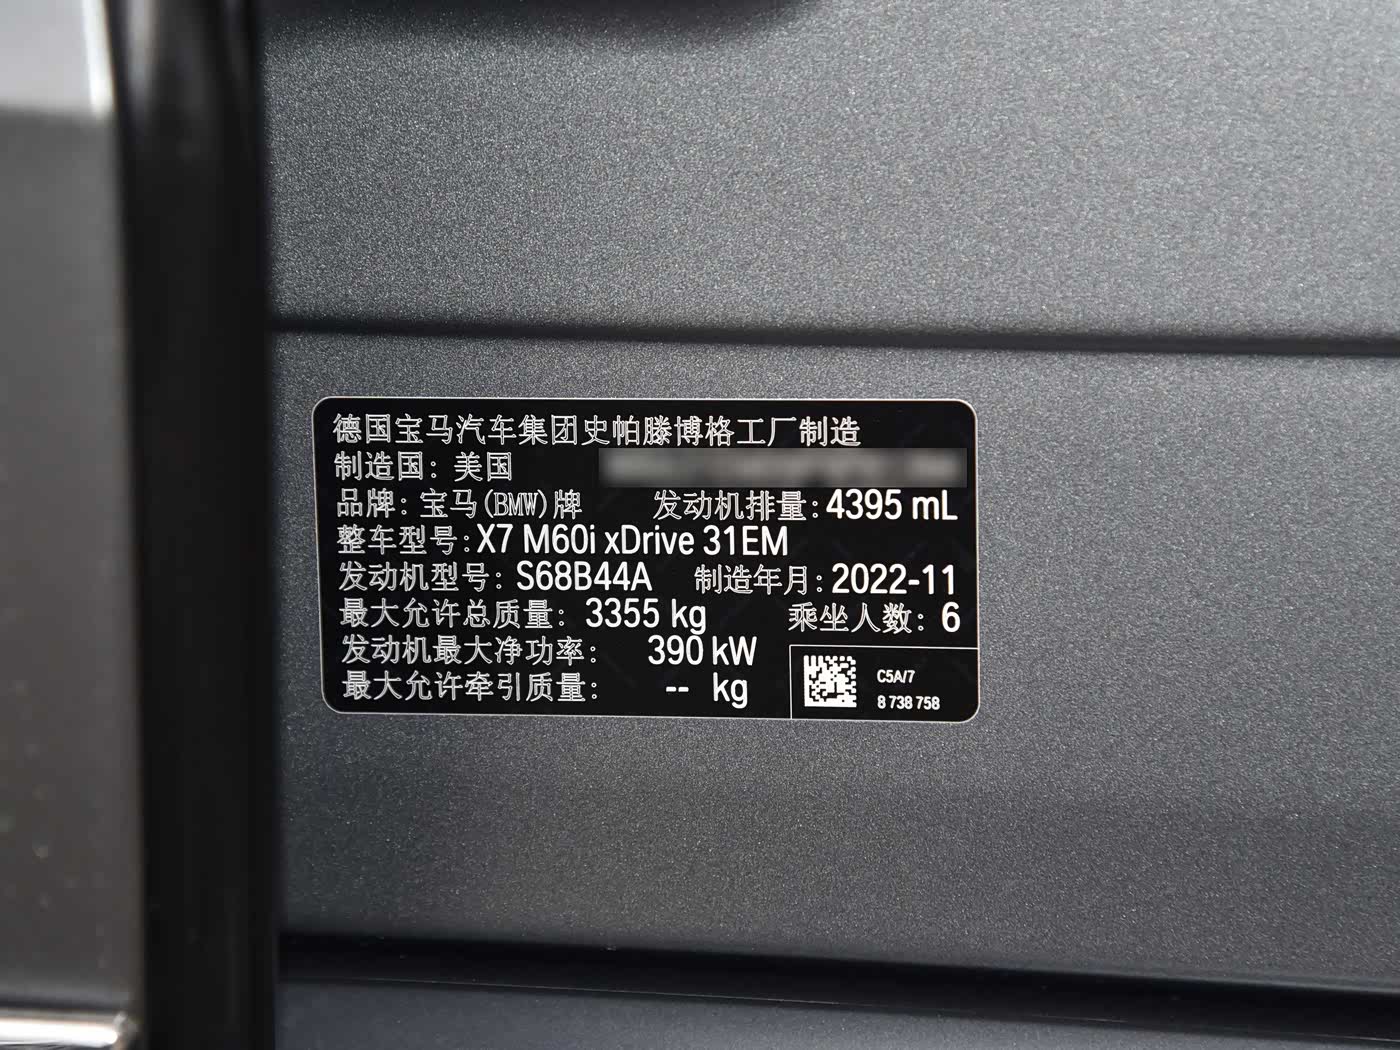 德国宝马汽车集团史帕滕博格工厂制造
制造国：美国
品牌：宝马(BMW)牌 发动机排量：4395 mL
整车型号：X7 M60i xDrive 31EM
发动机型号：S68B44A 制造年月：2022-11
最大允许总质量：3355 kg 乘坐人数：6
发动机最大净功率：390 kW
最大允许牵引质量：-- kg
C5A/7
8 738 758